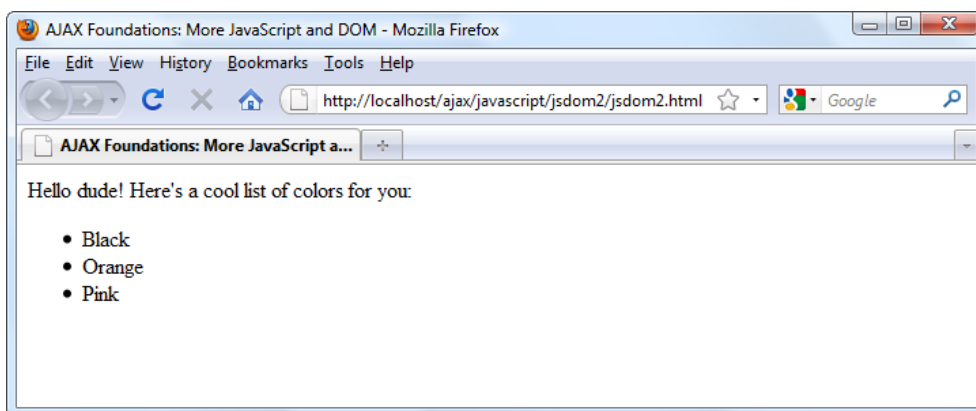 AJAX Foundations: More JavaScript and DOM - Mozilla Firefox
File Edit View History Bookmarks Tools Help
http://localhost/ajax/javascript/jsdom2/jsdom2.html Google
AJAX Foundations: More JavaScript a...
Hello dude! Here's a cool list of colors for you:
• Black
• Orange
• Pink